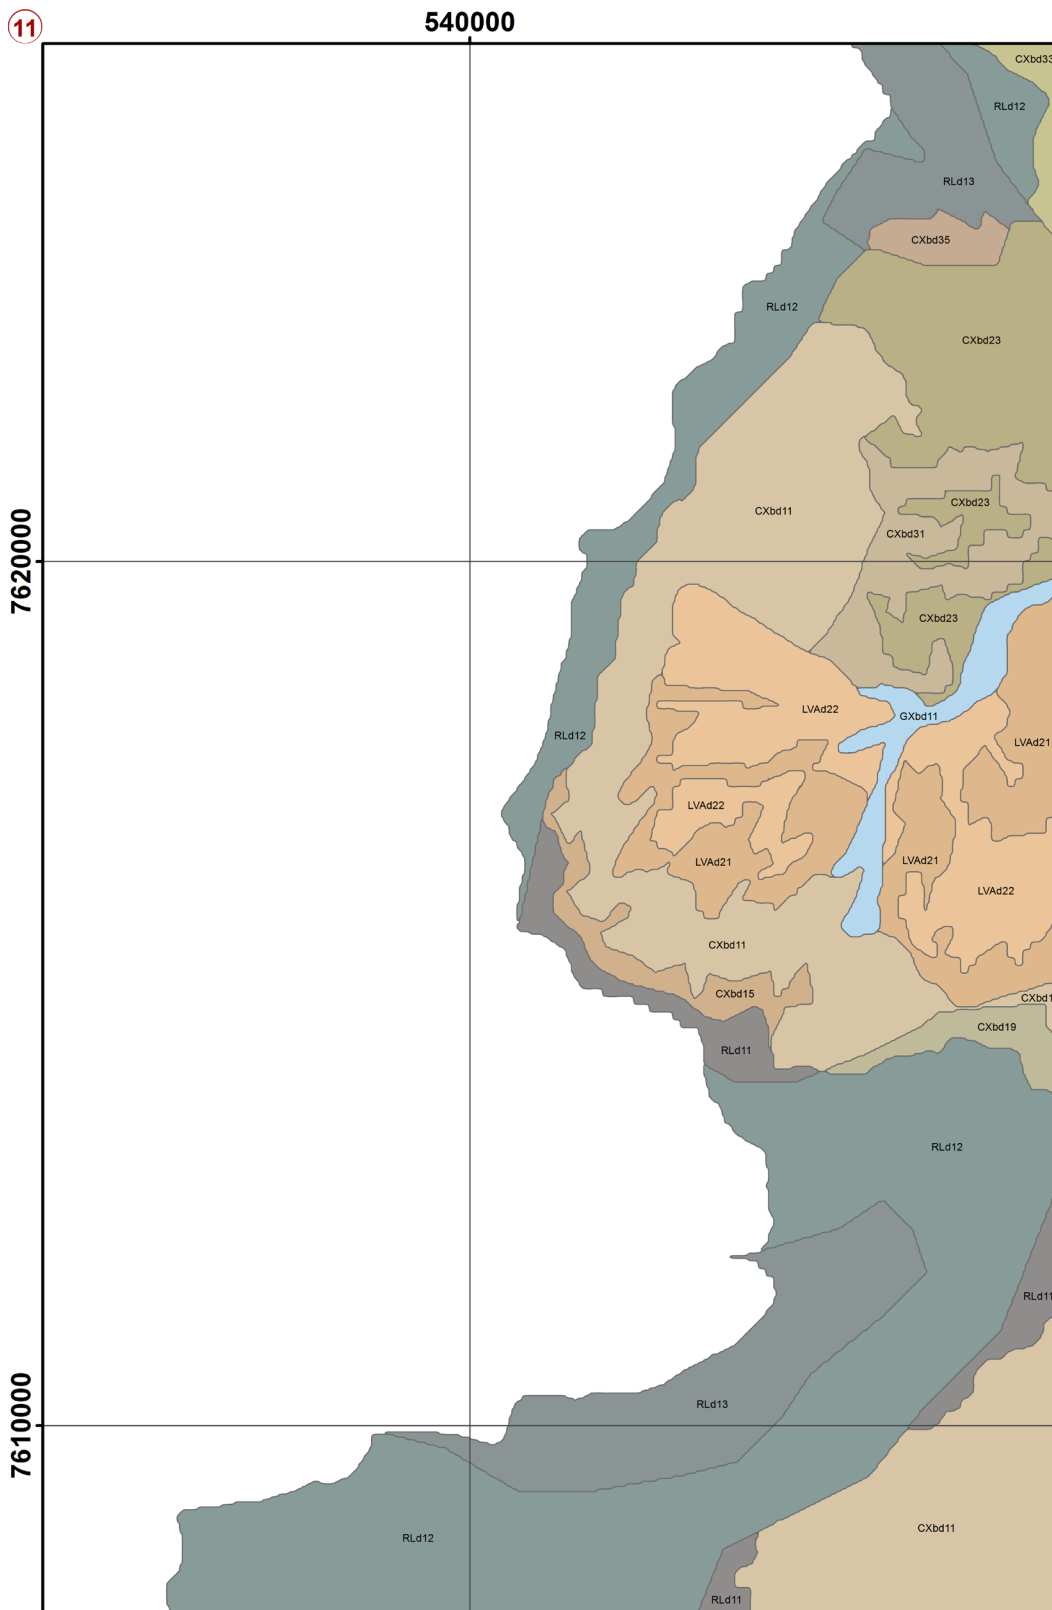 11
540000
CXbd33
RLd12
RLd13
CXbd35
RLd12
CXbd23
CXbd23
CXbd11
CXbd31
7620000
CXbd23
LVAd22
GXbd11
RLd12
LVAd21
LVAd22
LVAd21
LVAd21
LVAd22
CXbd11
CXbd15
CXbd1
CXbd19
RLd11
RLd12
RLd11
RLd13
7610000
CXbd11
RLd12
RLd11